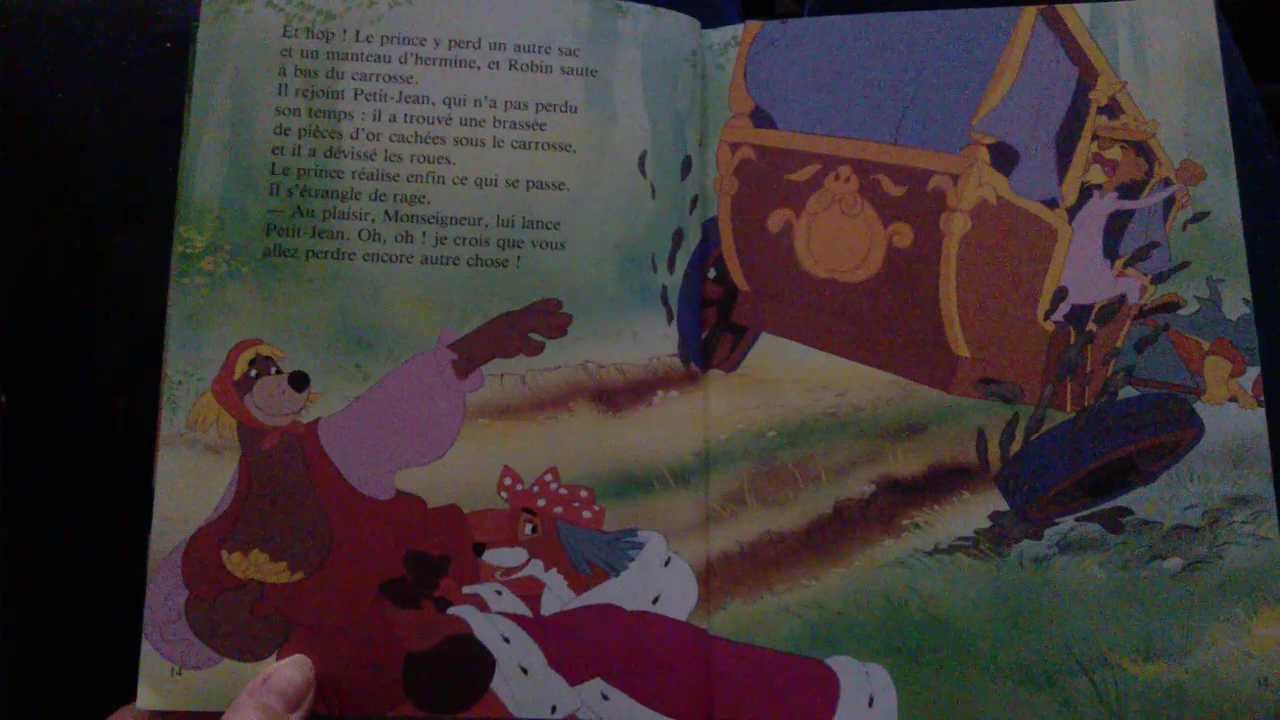 Et hop ! Le prince y perd un autre sac
et un manteau d'hermine, et Robin saute
à bas du carrosse.
Il rejoint Petit-Jean, qui n'a pas perdu
son temps : il a trouvé une brassée
de pièces d'or cachées sous le carrosse,
et il a dévissé les roues.
Le prince réalise enfin ce qui se passe.
Il s'étrangle de rage.
— Au plaisir, Monseigneur, lui lance
Petit-Jean. Oh, oh ! je crois que vous
allez perdre encore autre chose !
14